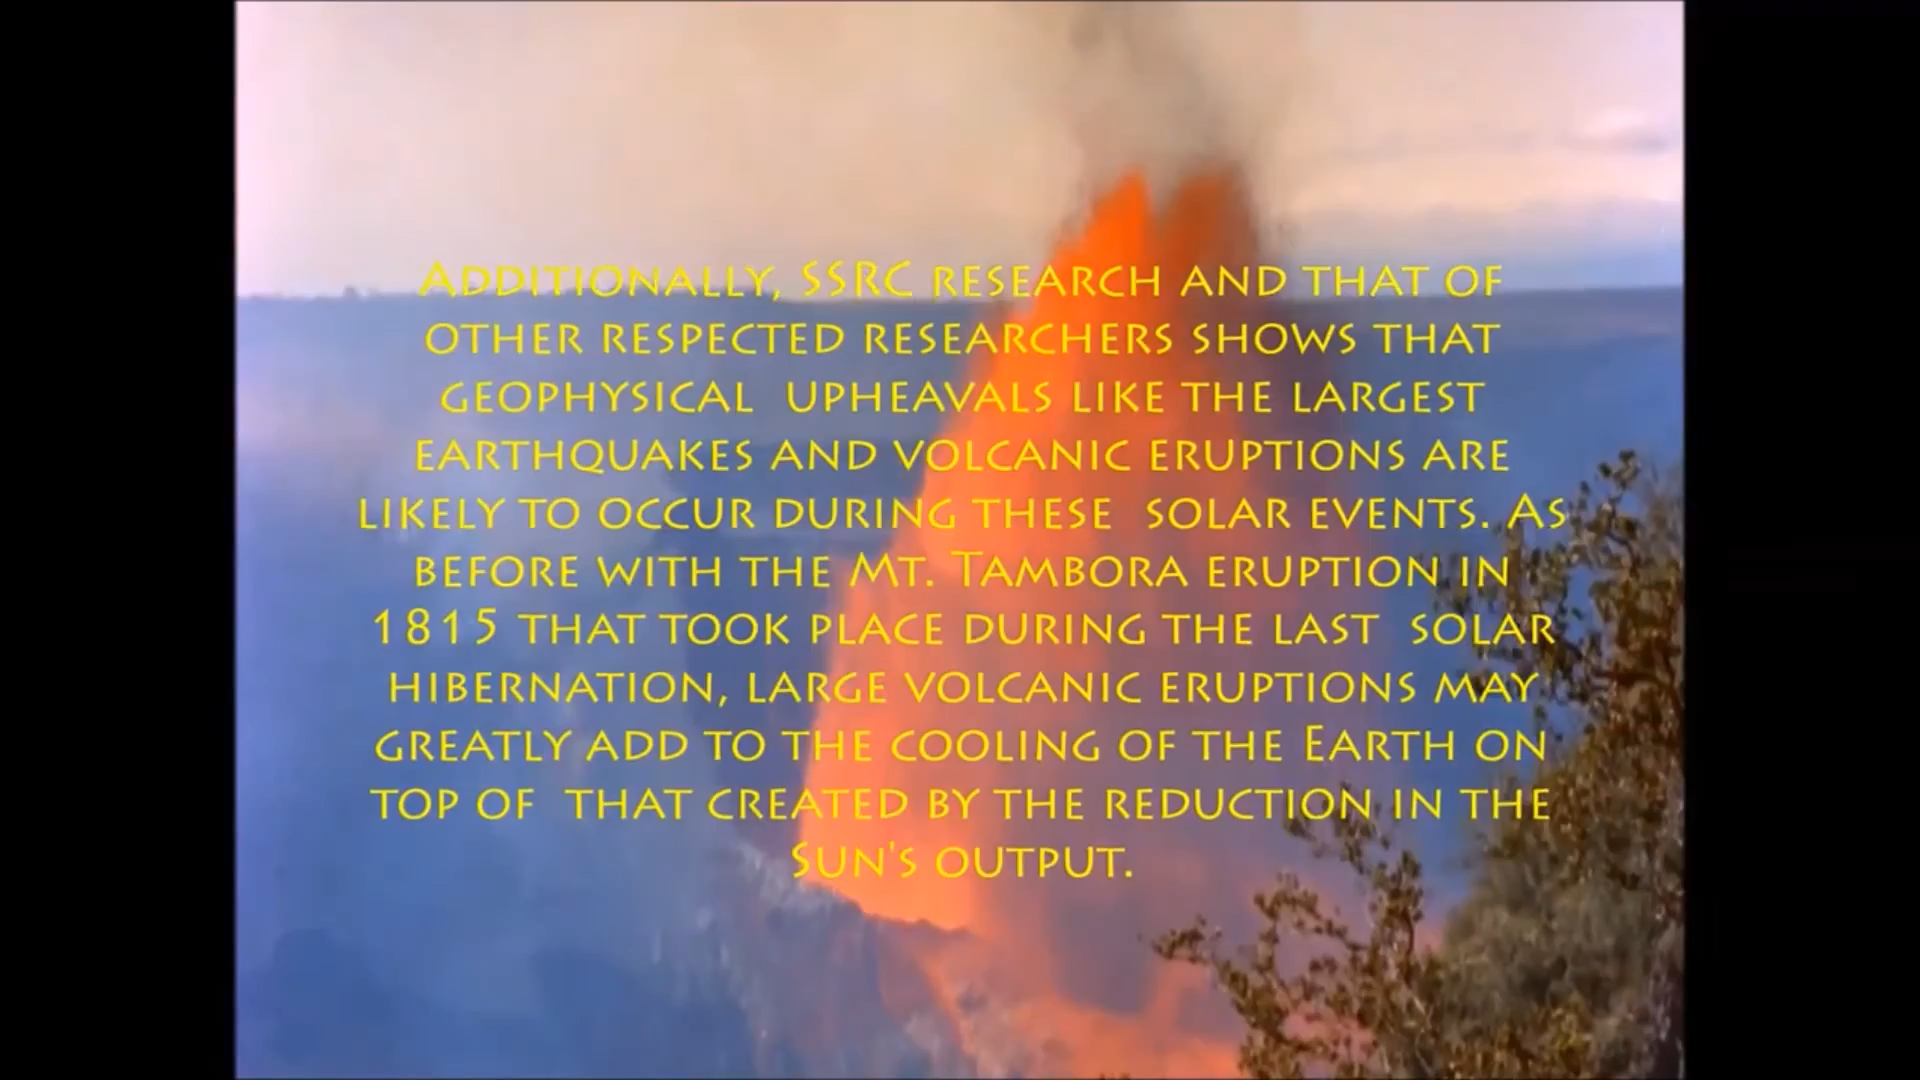 Additionally, SSRC research and that of
other respected researchers shows that
geophysical upheavals like the largest
earthquakes and volcanic eruptions are
likely to occur during these solar events. As
before with the Mt. Tambora eruption in
1815 that took place during the last solar
hibernation, large volcanic eruptions may
greatly add to the cooling of the Earth on
top of that created by the reduction in the
Sun's output.